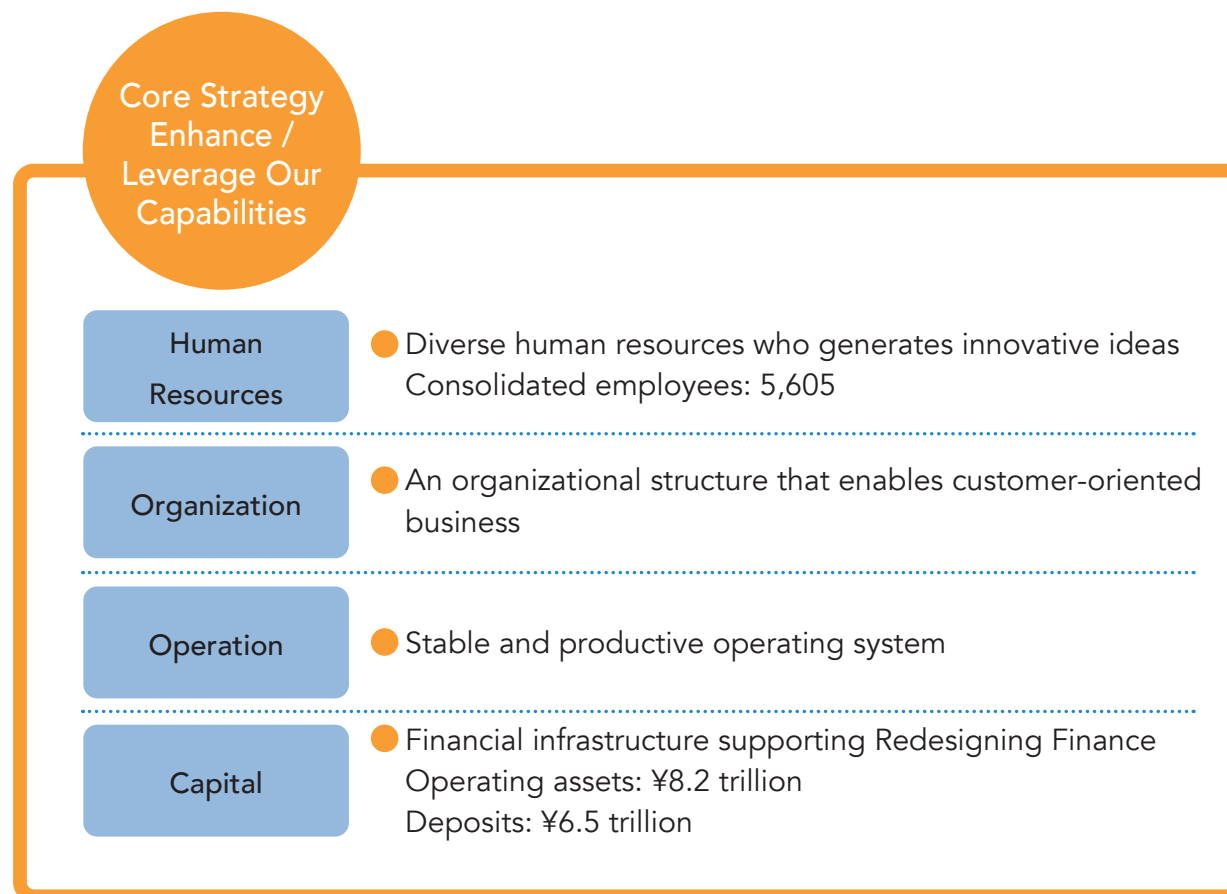 Core Strategy
Enhance /
Leverage Our
Capabilities
Human
Resources
Diverse human resources who generates innovative ideas
Consolidated employees: 5,605
Organization
An organizational structure that enables customer-oriented
business
Operation
Stable and productive operating system
Capital
Financial infrastructure supporting Redesigning Finance
Operating assets: ¥8.2 trillion
Deposits: ¥6.5 trillion